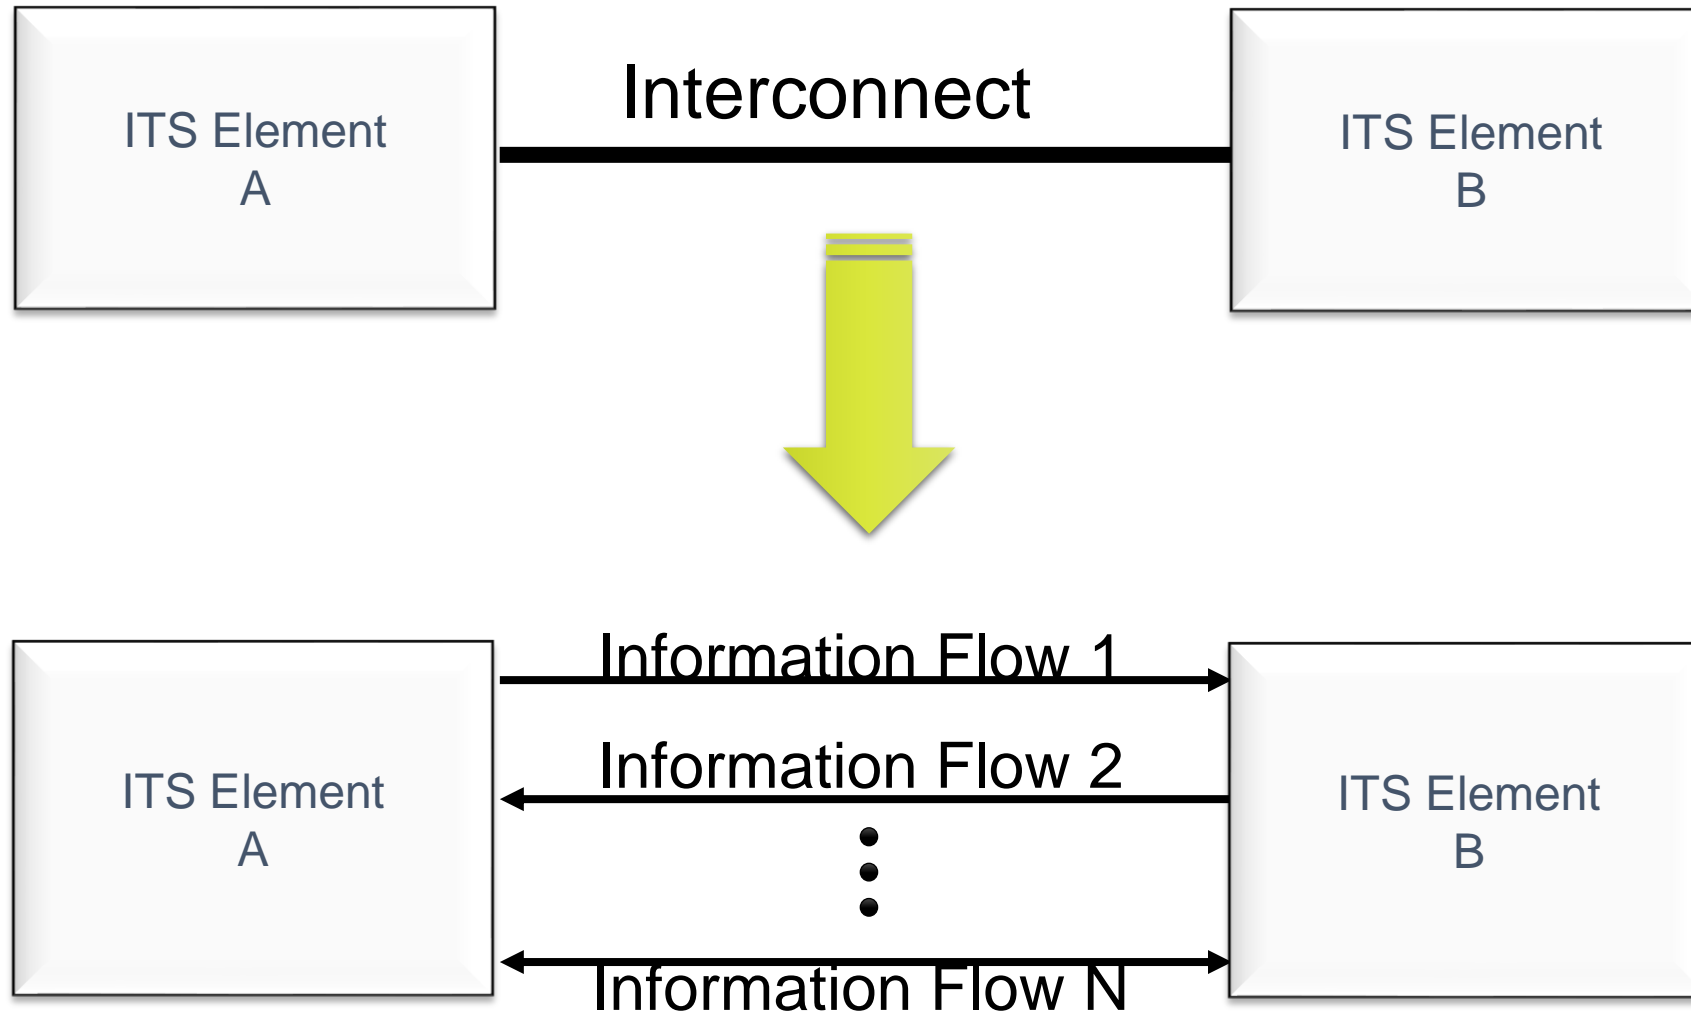 ITS Element
A
Interconnect
ITS Element
B
ITS Element
A
Information Flow 1
Information Flow 2
Information Flow N
ITS Element
B